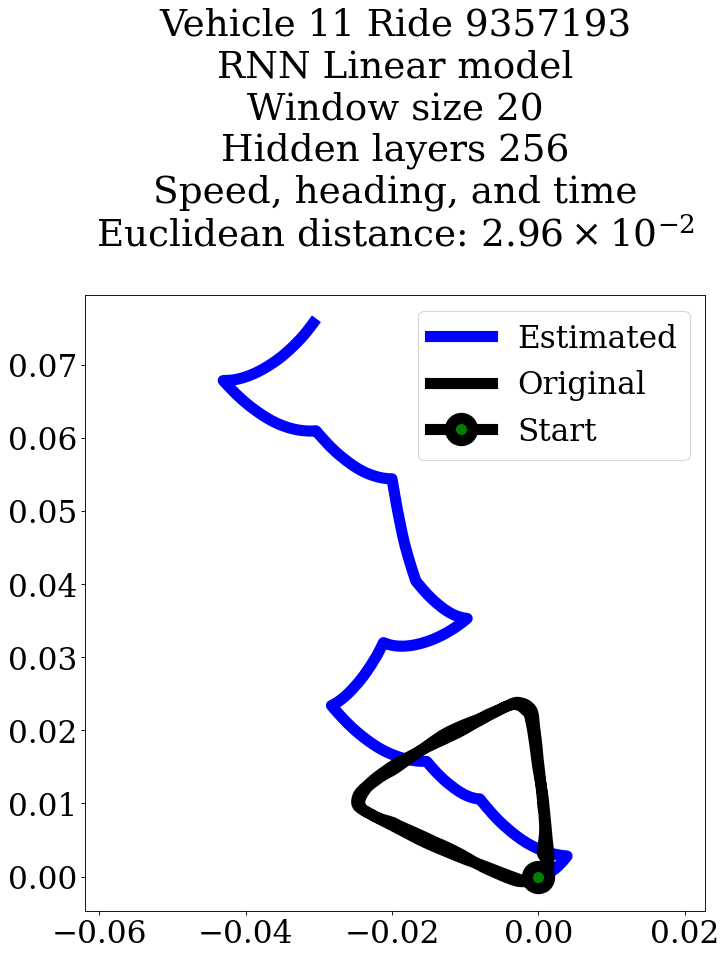 Vehicle 11 Ride 9357193
RNN Linear model
Window size 20
Hidden layers 256
Speed, heading, and time
Euclidean distance: 2.96 × 10⁻²
Estimated
Original
Start
0.07
0.06
0.05
0.04
0.03
0.02
0.01
0.00
−0.06 −0.04 −0.02 0.00 0.02